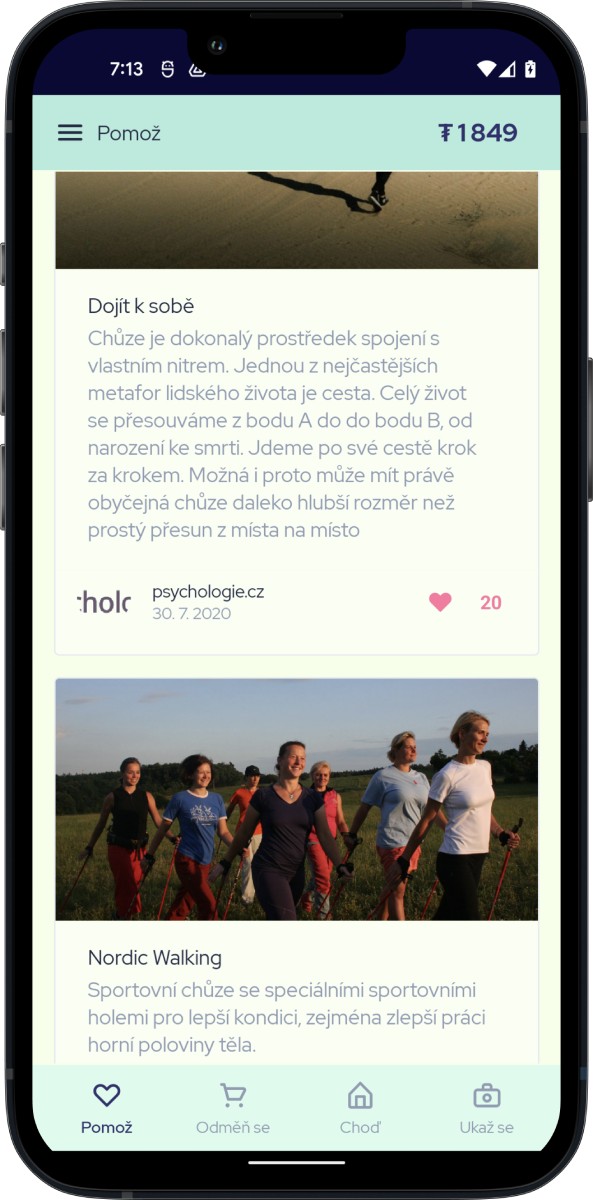 7:13
Pomož
₮ 1849
Dojít k sobě
Chůze je dokonalý prostředek spojení s
vlastním nitrem. Jednou z nejčastějších
metafor lidského života je cesta. Celý život
se přesouváme z bodu A do do bodu B, od
narození ke smrti. Jdeme po své cestě krok
za krokem. Možná i proto může mít právě
obyčejná chůze daleko hlubší rozměr než
prostý přesun z místa na místo
psychologie.cz
30. 7. 2020
20
Nordic Walking
Sportovní chůze se speciálními sportovními
holemi pro lepší kondici, zejména zlepší práci
horní poloviny těla.
Pomož
Odměň se
Choď
Ukaž se